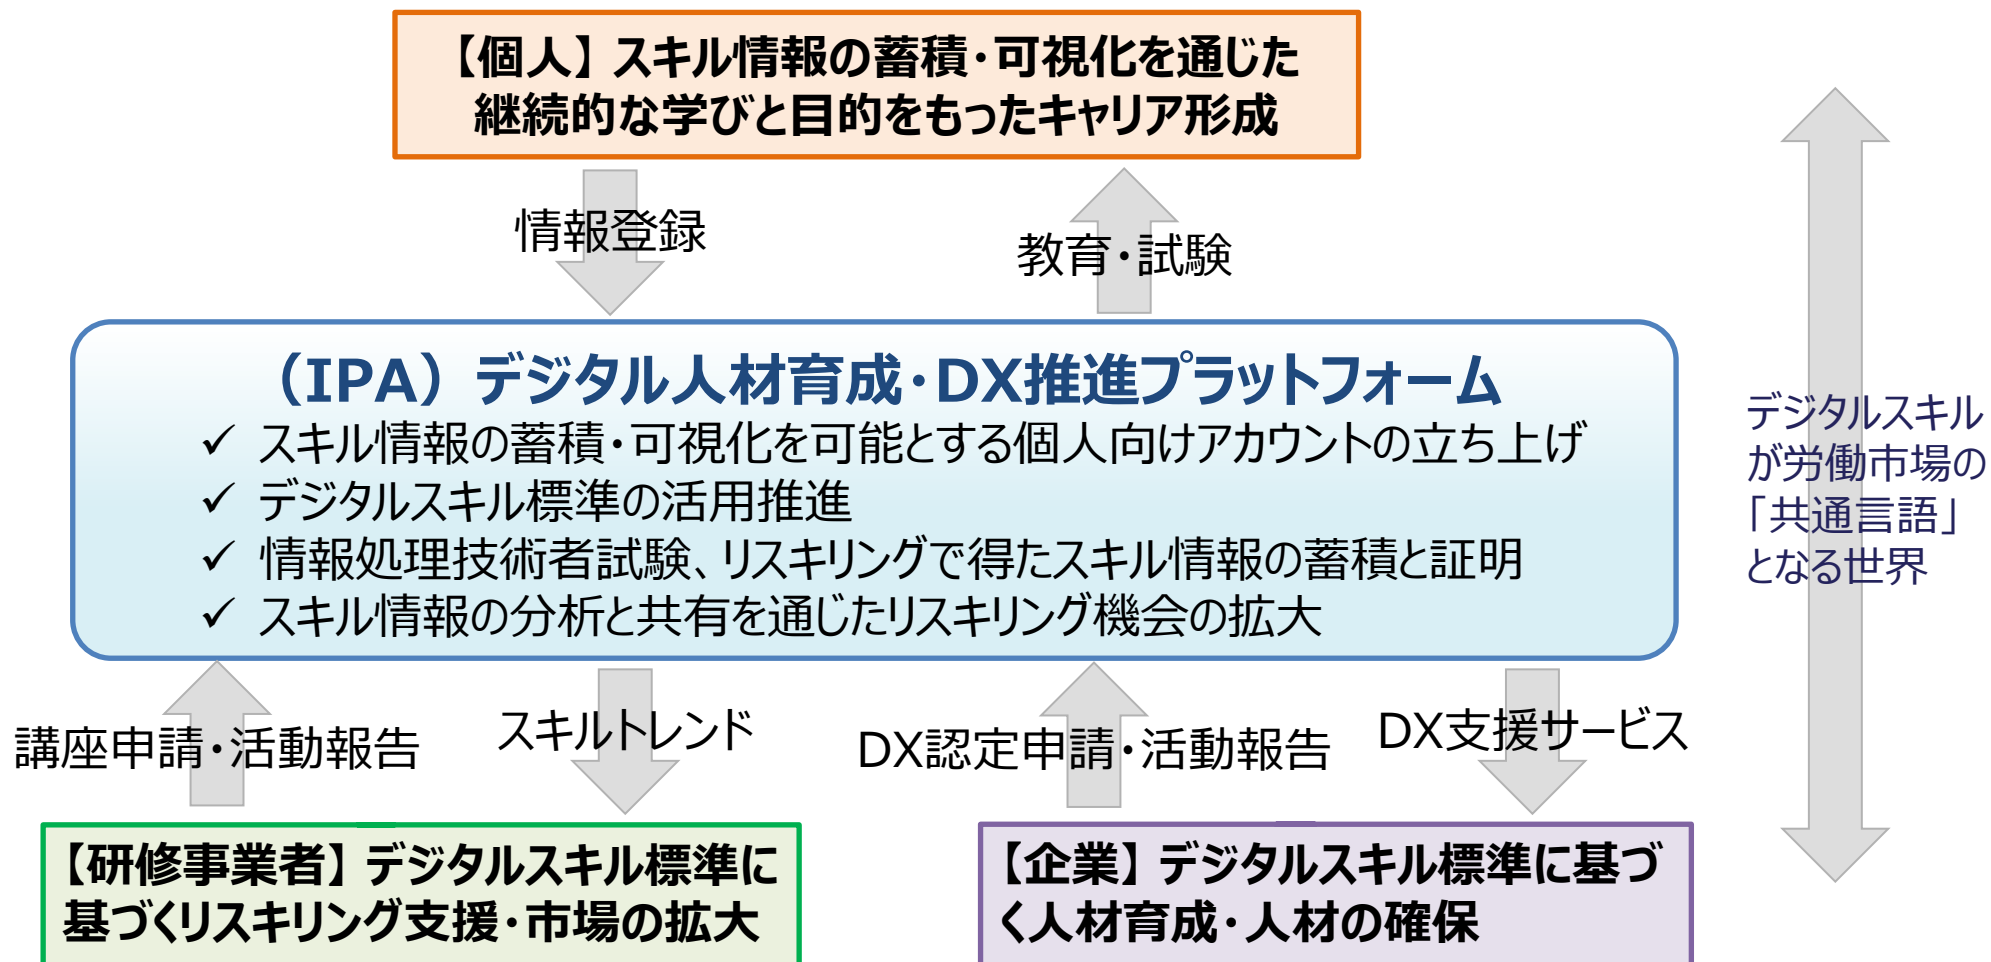 【個人】スキル情報の蓄積・可視化を通じた
継続的な学びと目的をもったキャリア形成
情報登録
教育・試験
（IPA）デジタル人材育成・DX推進プラットフォーム
✓ スキル情報の蓄積・可視化を可能とする個人向けアカウントの立ち上げ
✓ デジタルスキル標準の活用推進
✓ 情報処理技術者試験、リスキリングで得たスキル情報の蓄積と証明
✓ スキル情報の分析と共有を通じたリスキリング機会の拡大
デジタルスキル
が労働市場の
「共通言語」
となる世界
講座申請・活動報告
スキルトレンド
DX認定申請・活動報告
DX支援サービス
【研修事業者】デジタルスキル標準に
基づくリスキリング支援・市場の拡大
【企業】デジタルスキル標準に基づ
く人材育成・人材の確保